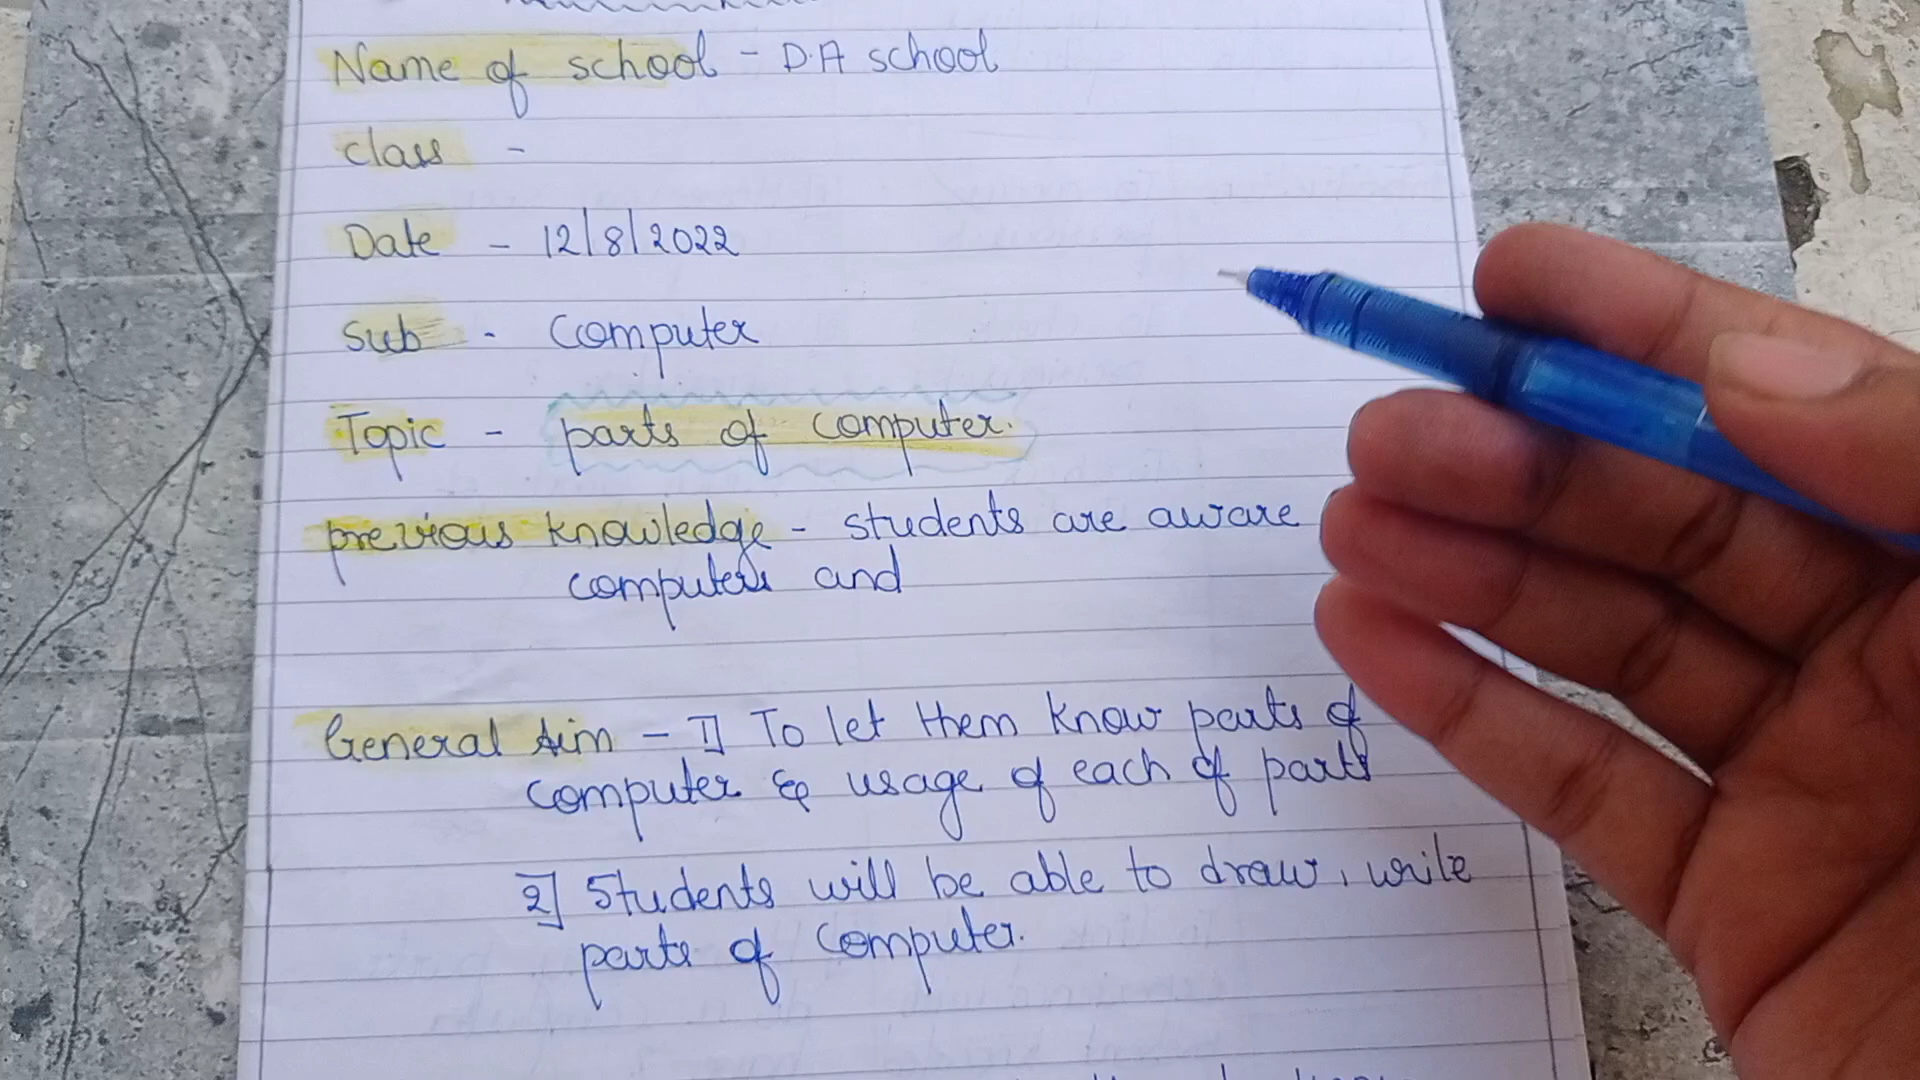 Name of school - D.A school
class -
Date - 12/8/2022
Sub - Computer
Topic - parts of computer.
previous knowledge - students are aware
computers and
General Aim - 1] To let them know parts of
computer & usage of each of parts
2] Students will be able to draw, write
parts of computer.